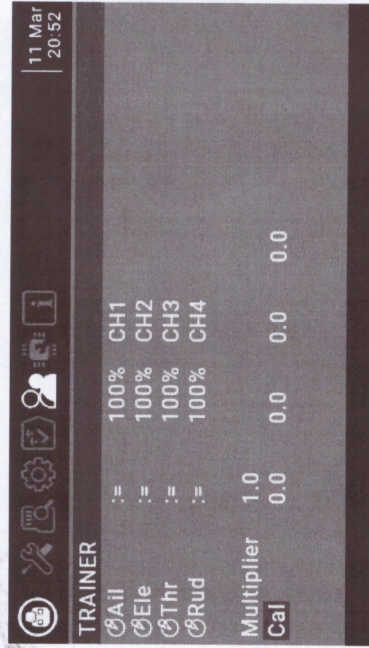 11 Mar
20:52
TRAINER
Ail := 100% CH1
Ele := 100% CH2
Thr := 100% CH3
Rud := 100% CH4
Multiplier 1.0
Cal 0.0 0.0 0.0 0.0